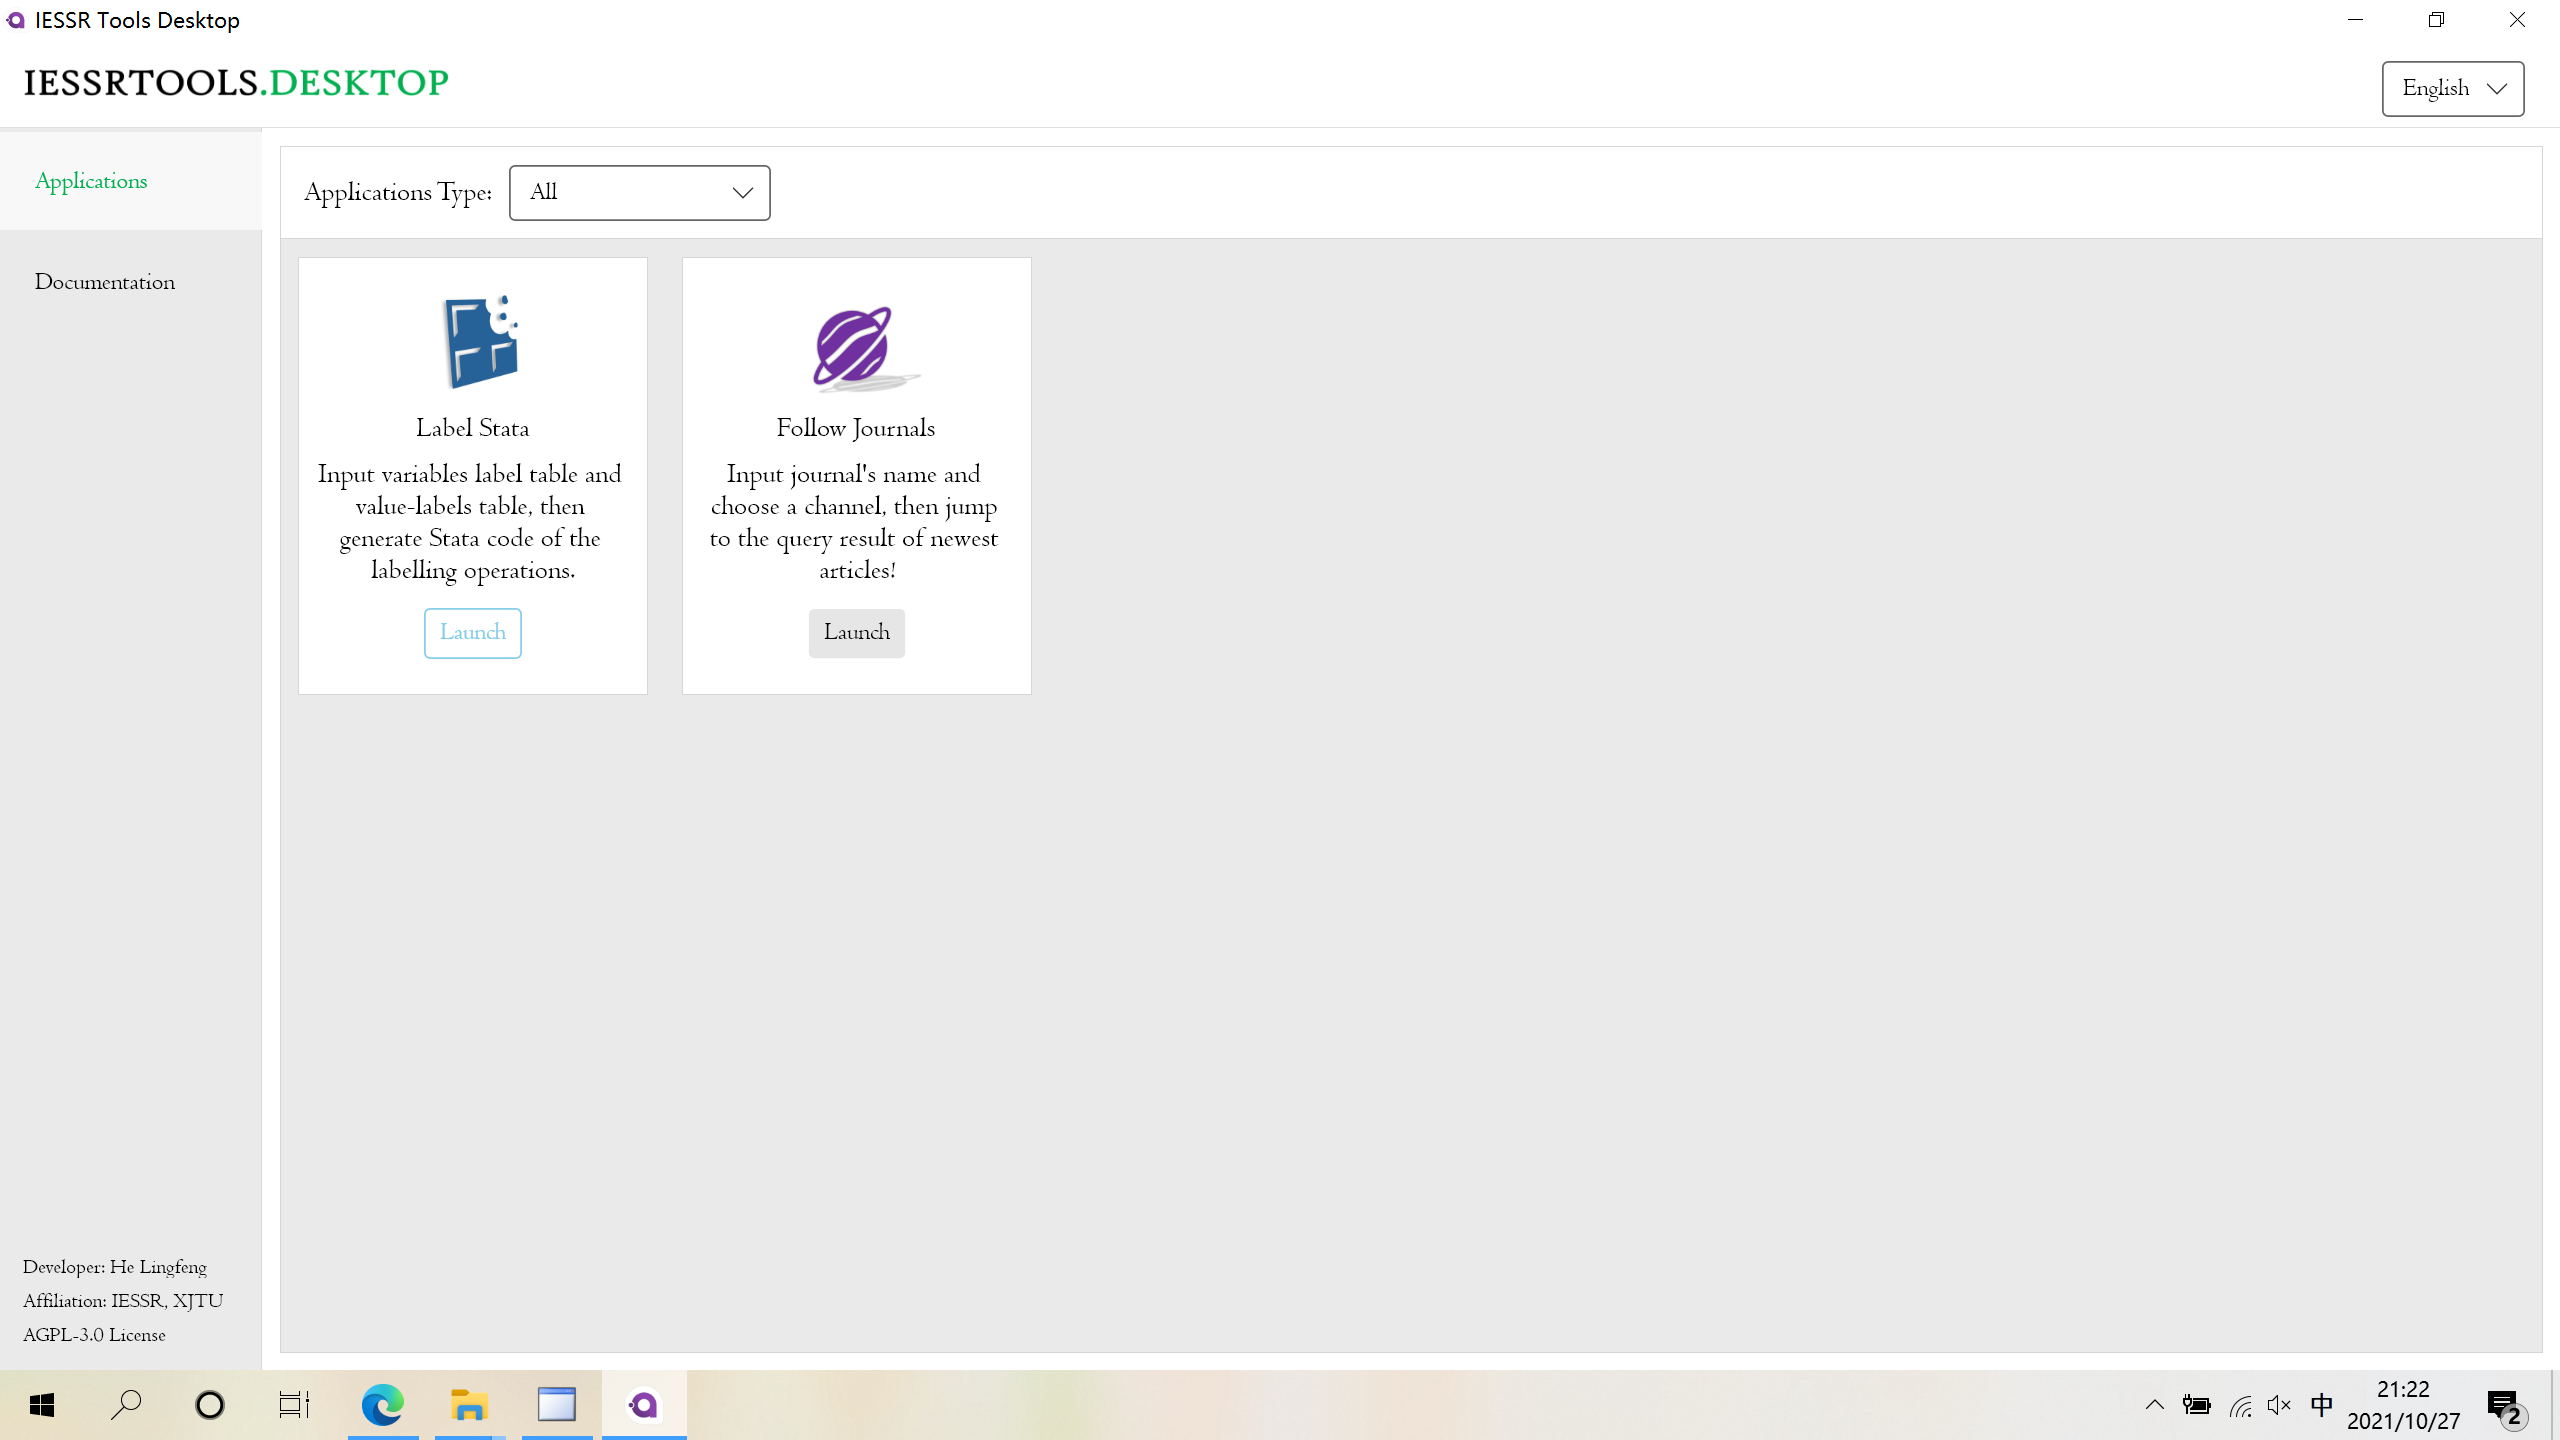 IESSR Tools Desktop
IESSRTOOLS.DESKTOP
English
Applications
Documentation
Applications Type:
All
Label Stata
Input variables label table and
value-labels table, then
generate Stata code of the
labelling operations.
Launch
Follow Journals
Input journal's name and
choose a channel, then jump
to the query result of newest
articles!
Launch
Developer: He Lingfeng
Affiliation: IESSR, XJTU
AGPL-3.0 License
中
21:22
2021/10/27
2